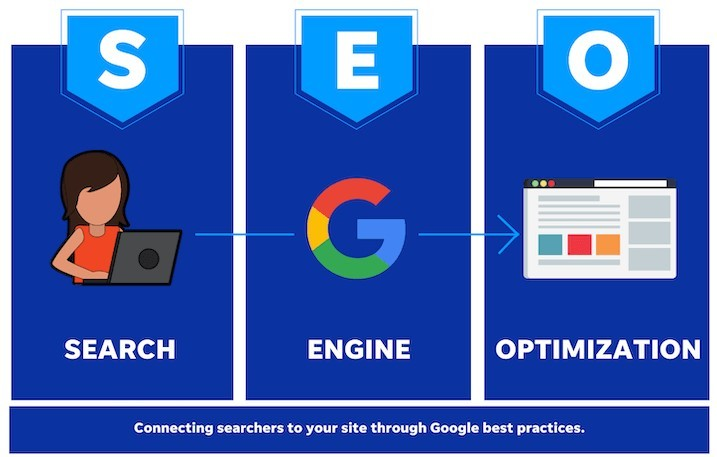 S E O
SEARCH ENGINE OPTIMIZATION
Connecting searchers to your site through Google best practices.